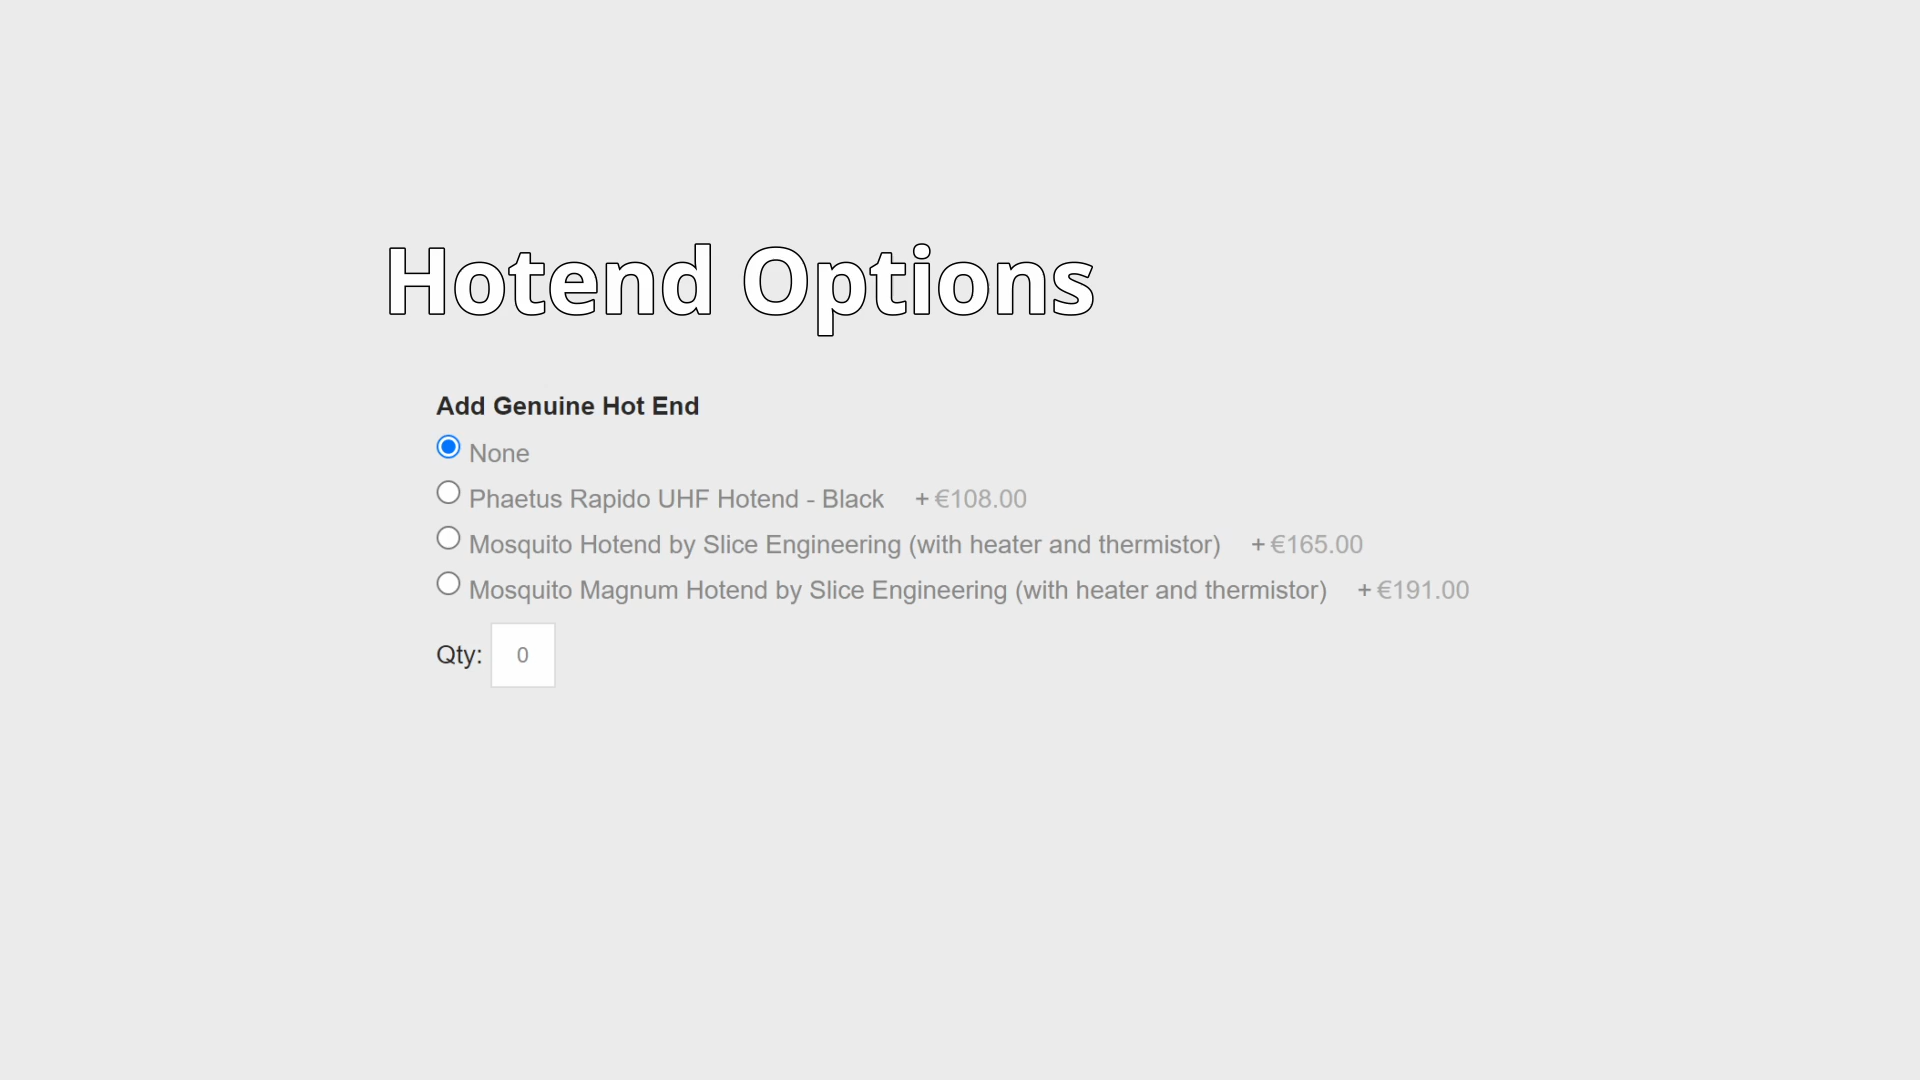 Hotend Options
Add Genuine Hot End
None
Phaetus Rapido UHF Hotend - Black + €108.00
Mosquito Hotend by Slice Engineering (with heater and thermistor) + €165.00
Mosquito Magnum Hotend by Slice Engineering (with heater and thermistor) + €191.00
Qty: 0